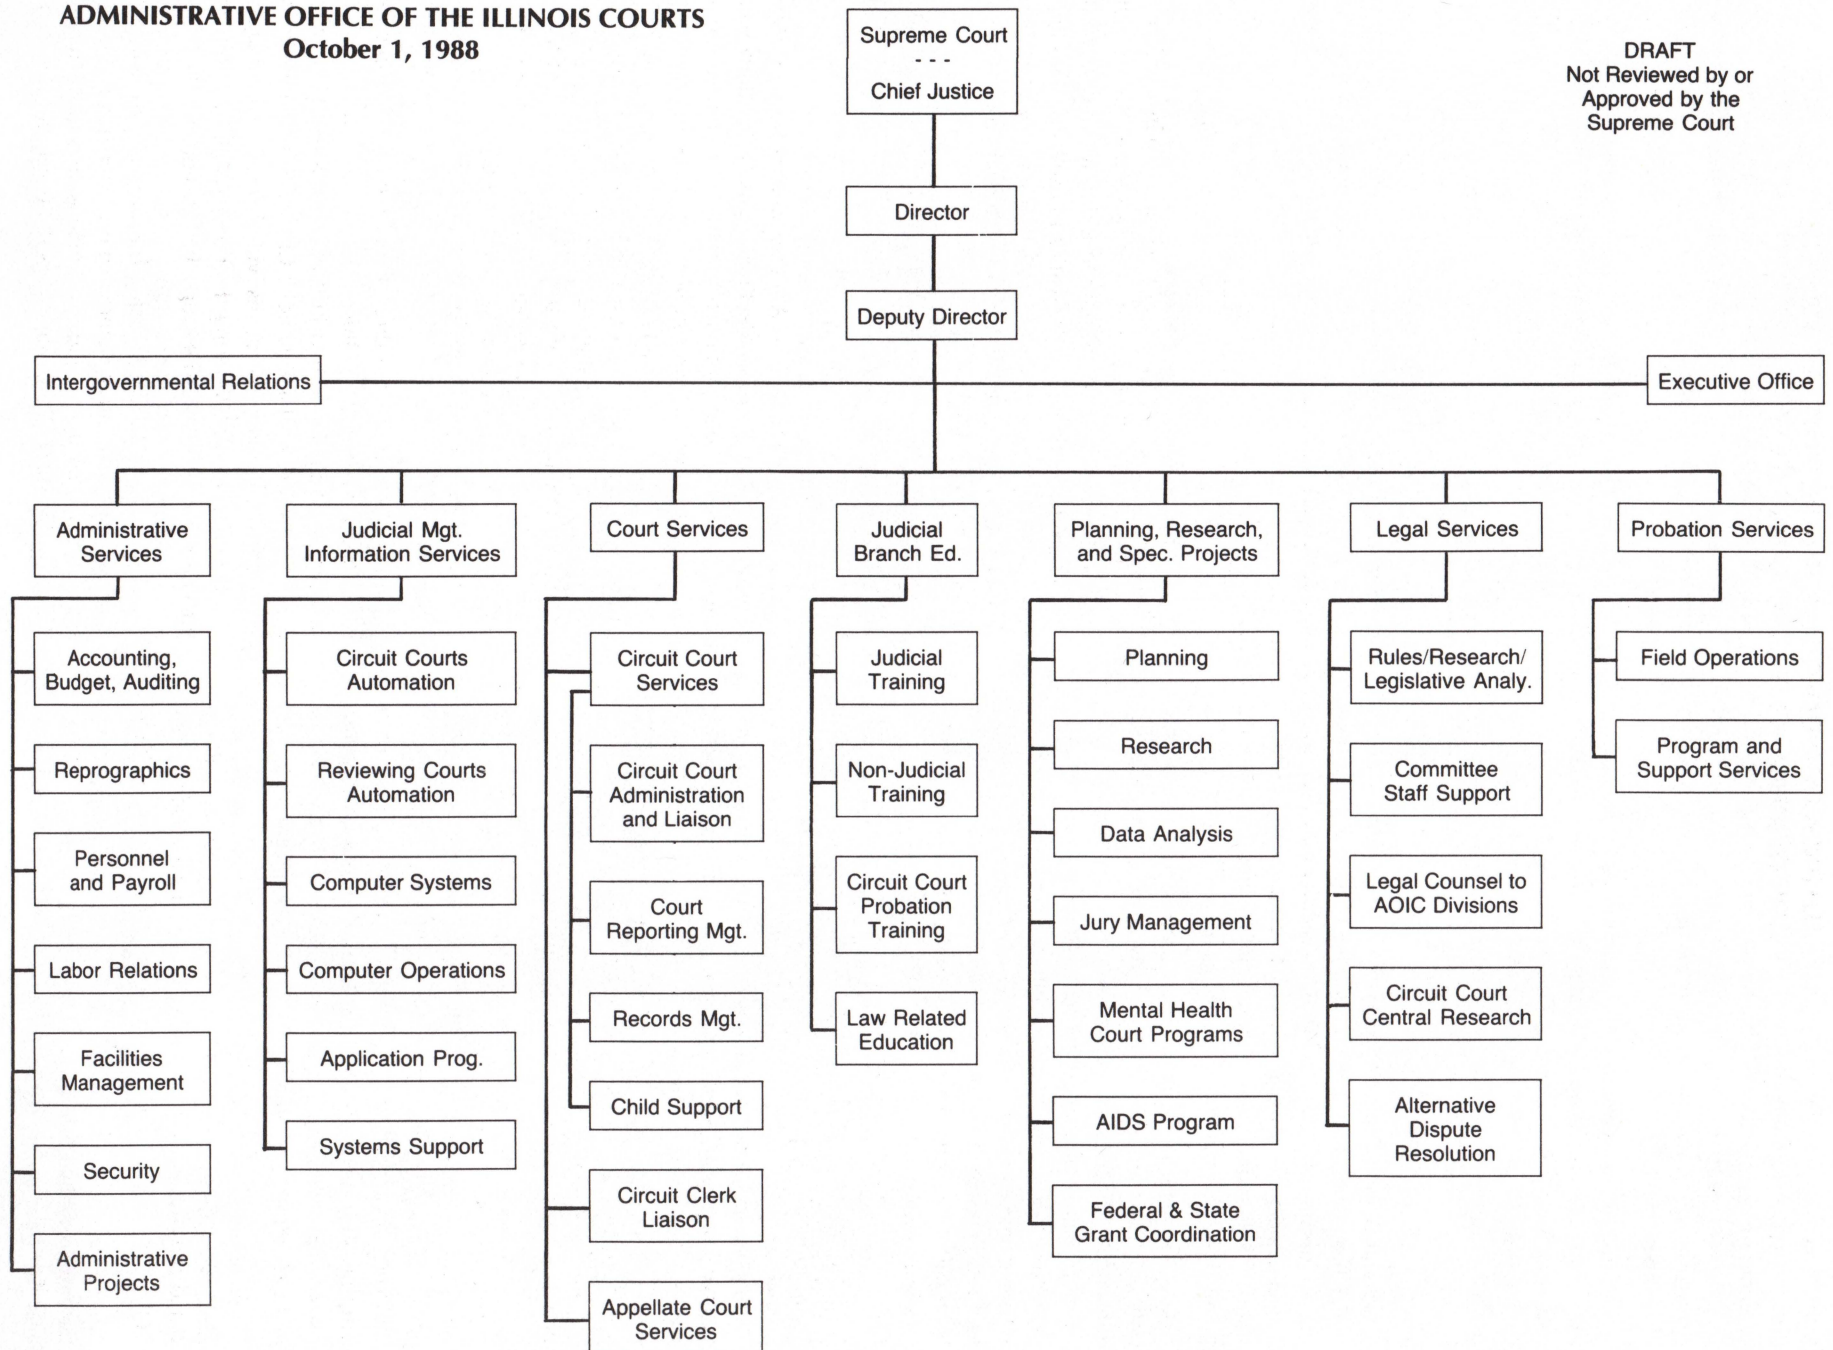 ADMINISTRATIVE OFFICE OF THE ILLINOIS COURTS
October 1, 1988
DRAFT
Not Reviewed by or
Approved by the
Supreme Court
Supreme Court
- - -
Chief Justice
Director
Deputy Director
Intergovernmental Relations
Executive Office
Administrative
Services
Accounting,
Budget, Auditing
Reprographics
Personnel
and Payroll
Labor Relations
Facilities
Management
Security
Administrative
Projects
Judicial Mgt.
Information Services
Circuit Courts
Automation
Reviewing Courts
Automation
Computer Systems
Computer Operations
Application Prog.
Systems Support
Court Services
Circuit Court
Services
Circuit Court
Administration
and Liaison
Court
Reporting Mgt.
Records Mgt.
Child Support
Circuit Clerk
Liaison
Appellate Court
Services
Judicial
Branch Ed.
Judicial
Training
Non-Judicial
Training
Circuit Court
Probation
Training
Law Related
Education
Planning, Research,
and Spec. Projects
Planning
Research
Data Analysis
Jury Management
Mental Health
Court Programs
AIDS Program
Federal & State
Grant Coordination
Legal Services
Rules/Research/
Legislative Analy.
Committee
Staff Support
Legal Counsel to
AOIC Divisions
Circuit Court
Central Research
Alternative
Dispute
Resolution
Probation Services
Field Operations
Program and
Support Services